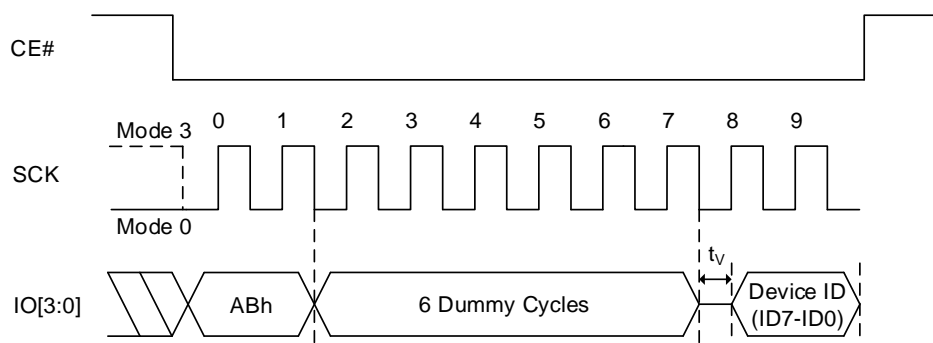 CE#
0 1 2 3 4 5 6 7 8 9
Mode 3
SCK
Mode 0
tV
IO[3:0]
ABh
6 Dummy Cycles
Device ID
(ID7-ID0)